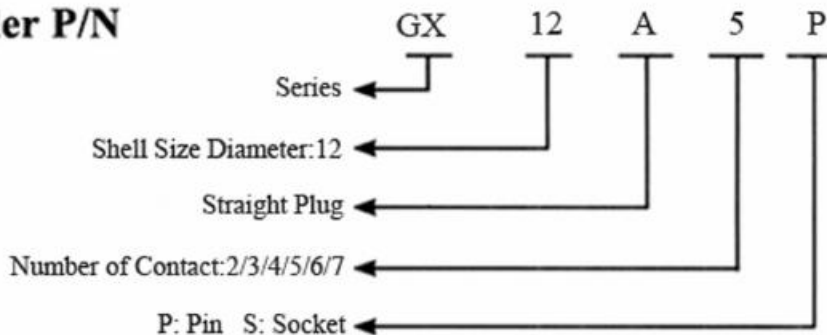 er P/N GX 12 A 5 P
Series
Shell Size Diameter:12
Straight Plug
Number of Contact:2/3/4/5/6/7
P: Pin S: Socket